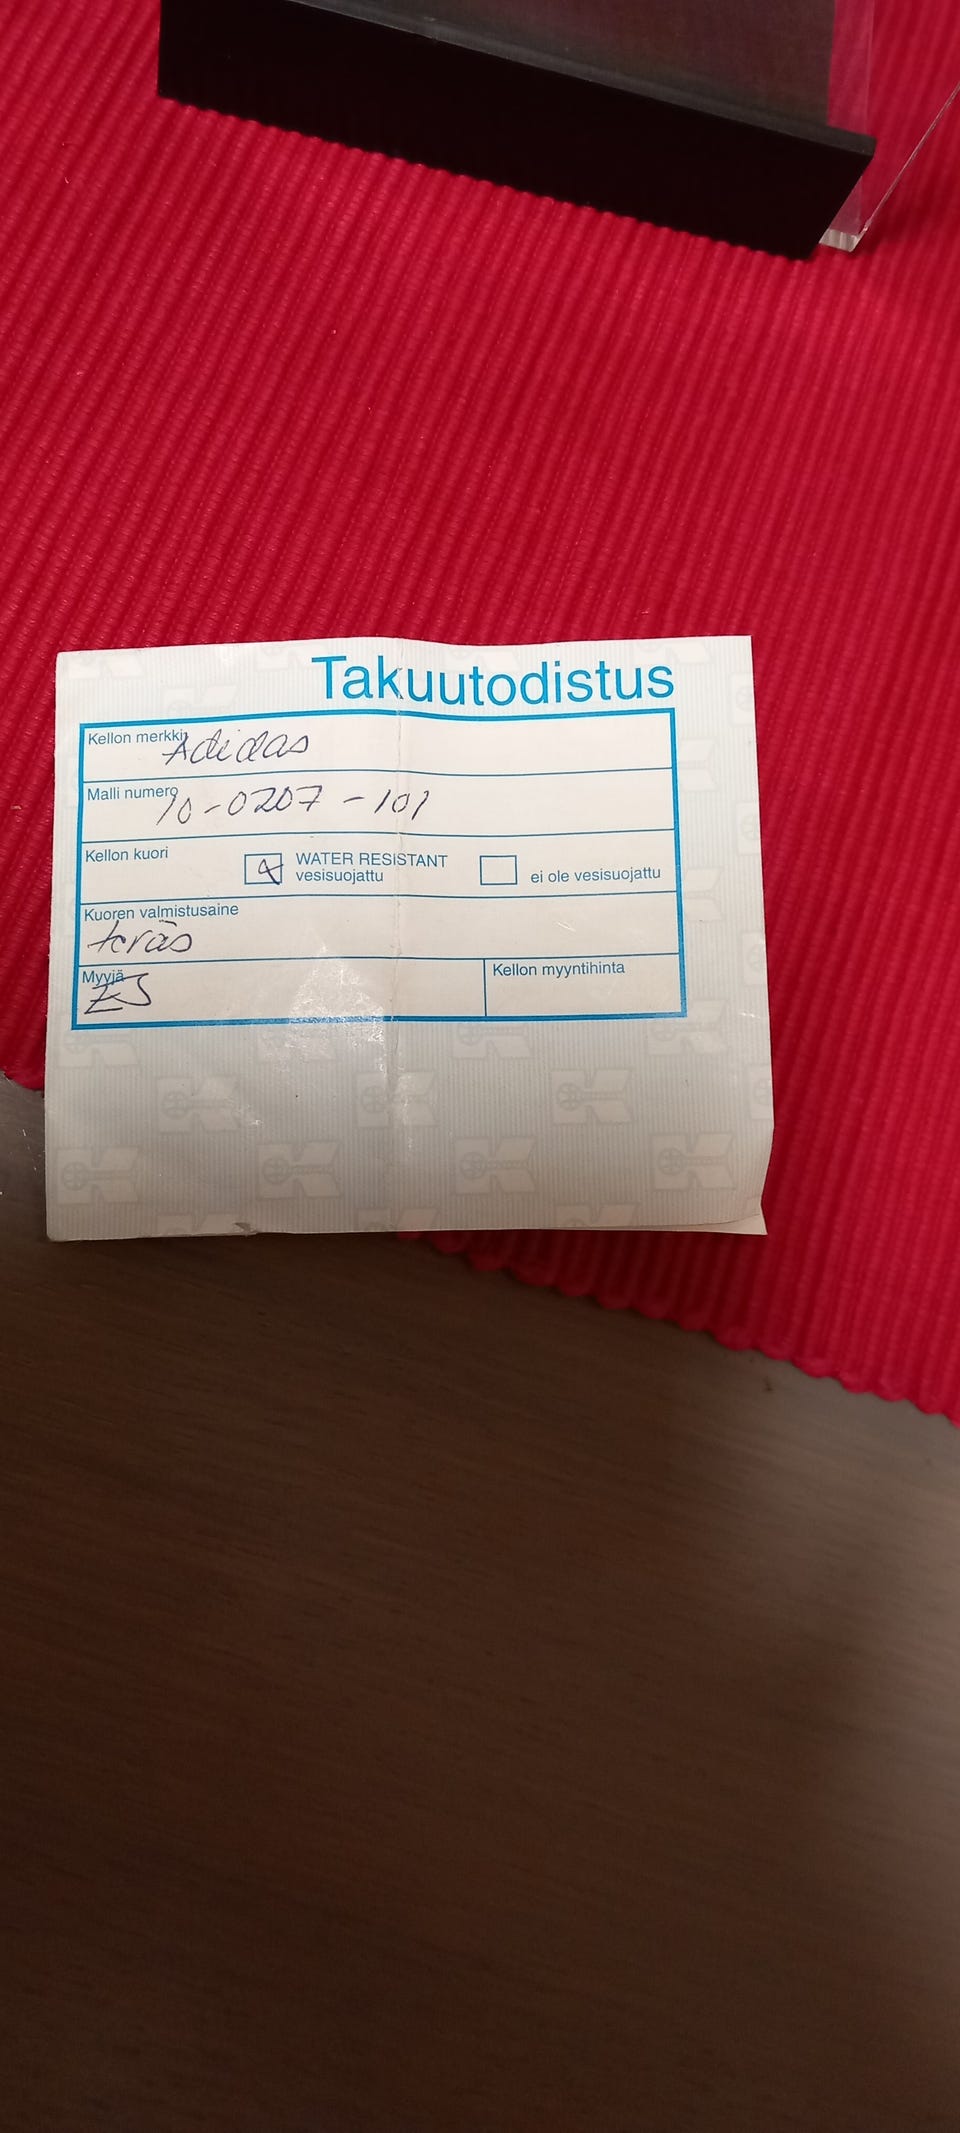 Takuutodistus
Kellon merkki Adidas
Malli numero 10-0207-101
Kellon kuori
WATER RESISTANT
vesisuojattu
ei ole vesisuojattu
Kuoren valmistusaine
teräs
Myyjä
Kellon myyntihinta